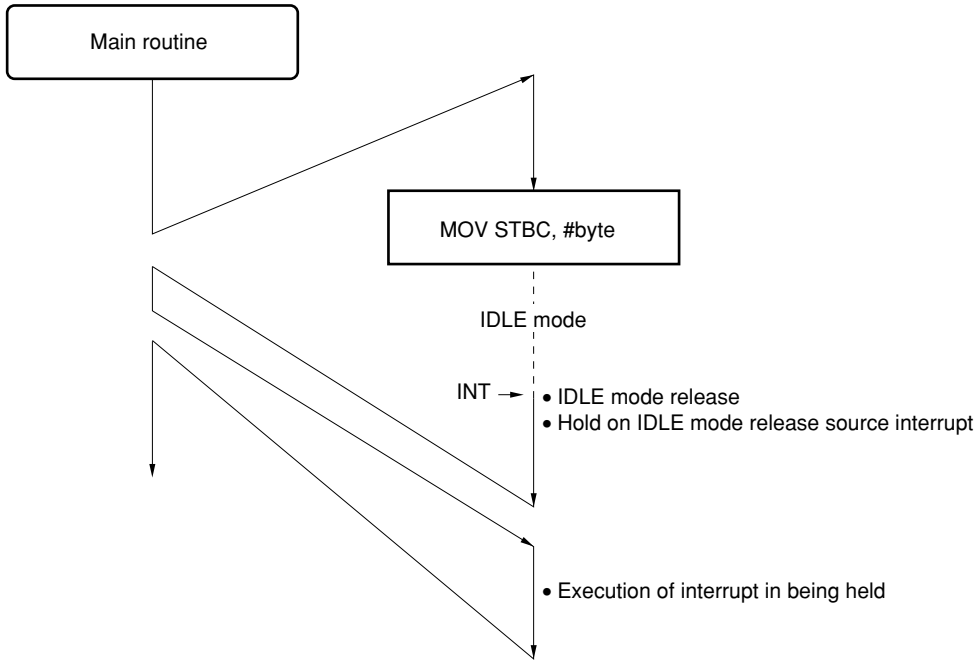 Main routine
MOV STBC, #byte
IDLE mode
INT
• IDLE mode release
• Hold on IDLE mode release source interrupt
• Execution of interrupt in being held